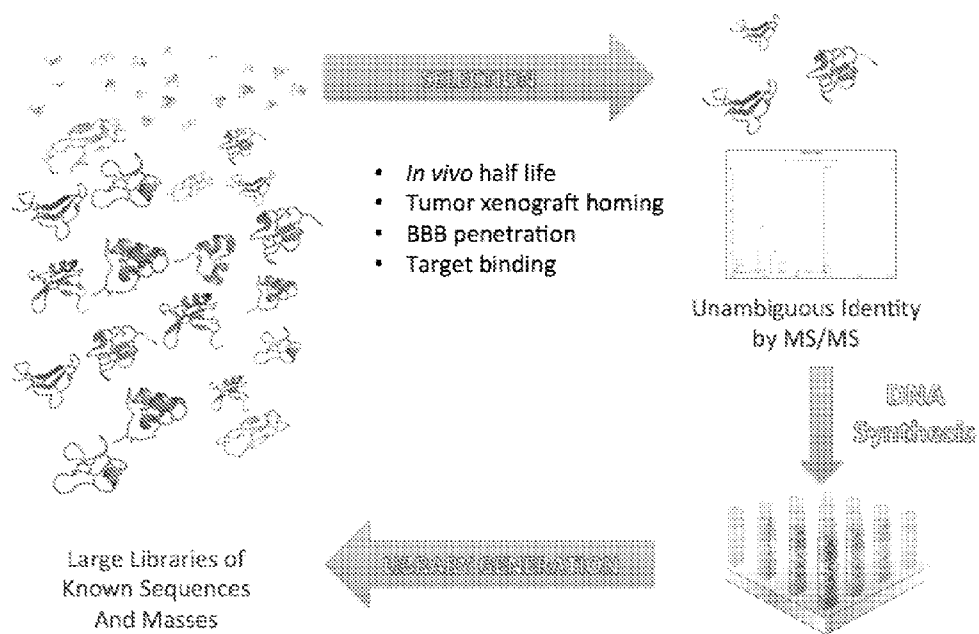 SELECTION
• In vivo half life
• Tumor xenograft homing
• BBB penetration
• Target binding
Unambiguous Identity
by MS/MS
DNA
Synthesis
LIBRARY
Large Libraries of
Known Sequences
And Masses